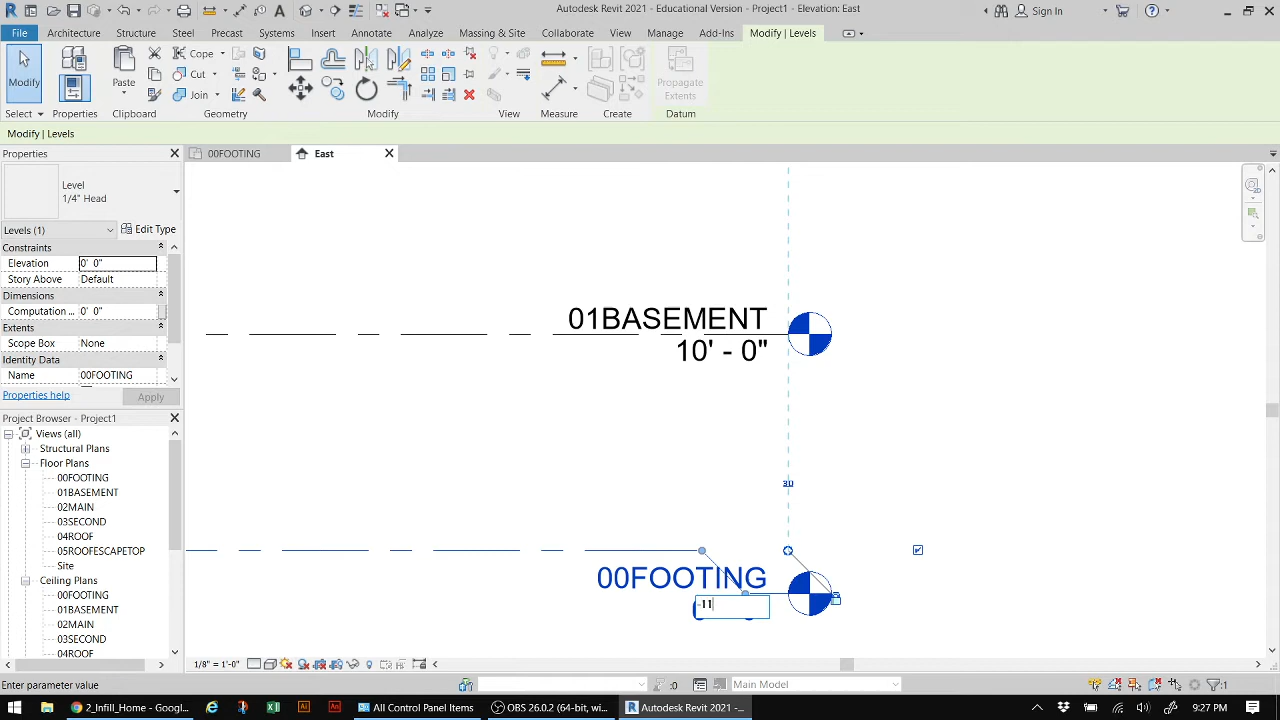 Autodesk Revit 2021 - Educational Version - Project1 - Elevation: East
Sign In
File Architecture Structure Steel Precast Systems Insert Annotate Analyze Massing & Site Collaborate View Manage Add-Ins Modify | Levels
Modify
Paste
Cope
Cut
Join
Propagate
Extents
Select Properties Clipboard Geometry Modify View Measure Create Datum
Modify | Levels
Properties
00FOOTING
East
Level
1/4" Head
Levels (1)
Edit Type
Constraints
Elevation 0' 0"
Story Above Default
Dimensions
Computation ... 0' 0"
Extents
Scope Box None
Identity Data
Name 00FOOTING
Properties help
Apply
Project Browser - Project1
Views (all)
Structural Plans
Floor Plans
00FOOTING
01BASEMENT
02MAIN
03SECOND
04ROOF
05ROOFESCAPETOP
Site
Ceiling Plans
00FOOTING
01BASEMENT
02MAIN
03SECOND
04ROOF
01BASEMENT
10' - 0"
3D
00FOOTING
-11
1/8" = 1'-0"
Enter parameter value
:0
Main Model
:1
2_Infill_Home - Googl...
All Control Panel Items
OBS 26.0.2 (64-bit, wi...
Autodesk Revit 202...
9:27 PM